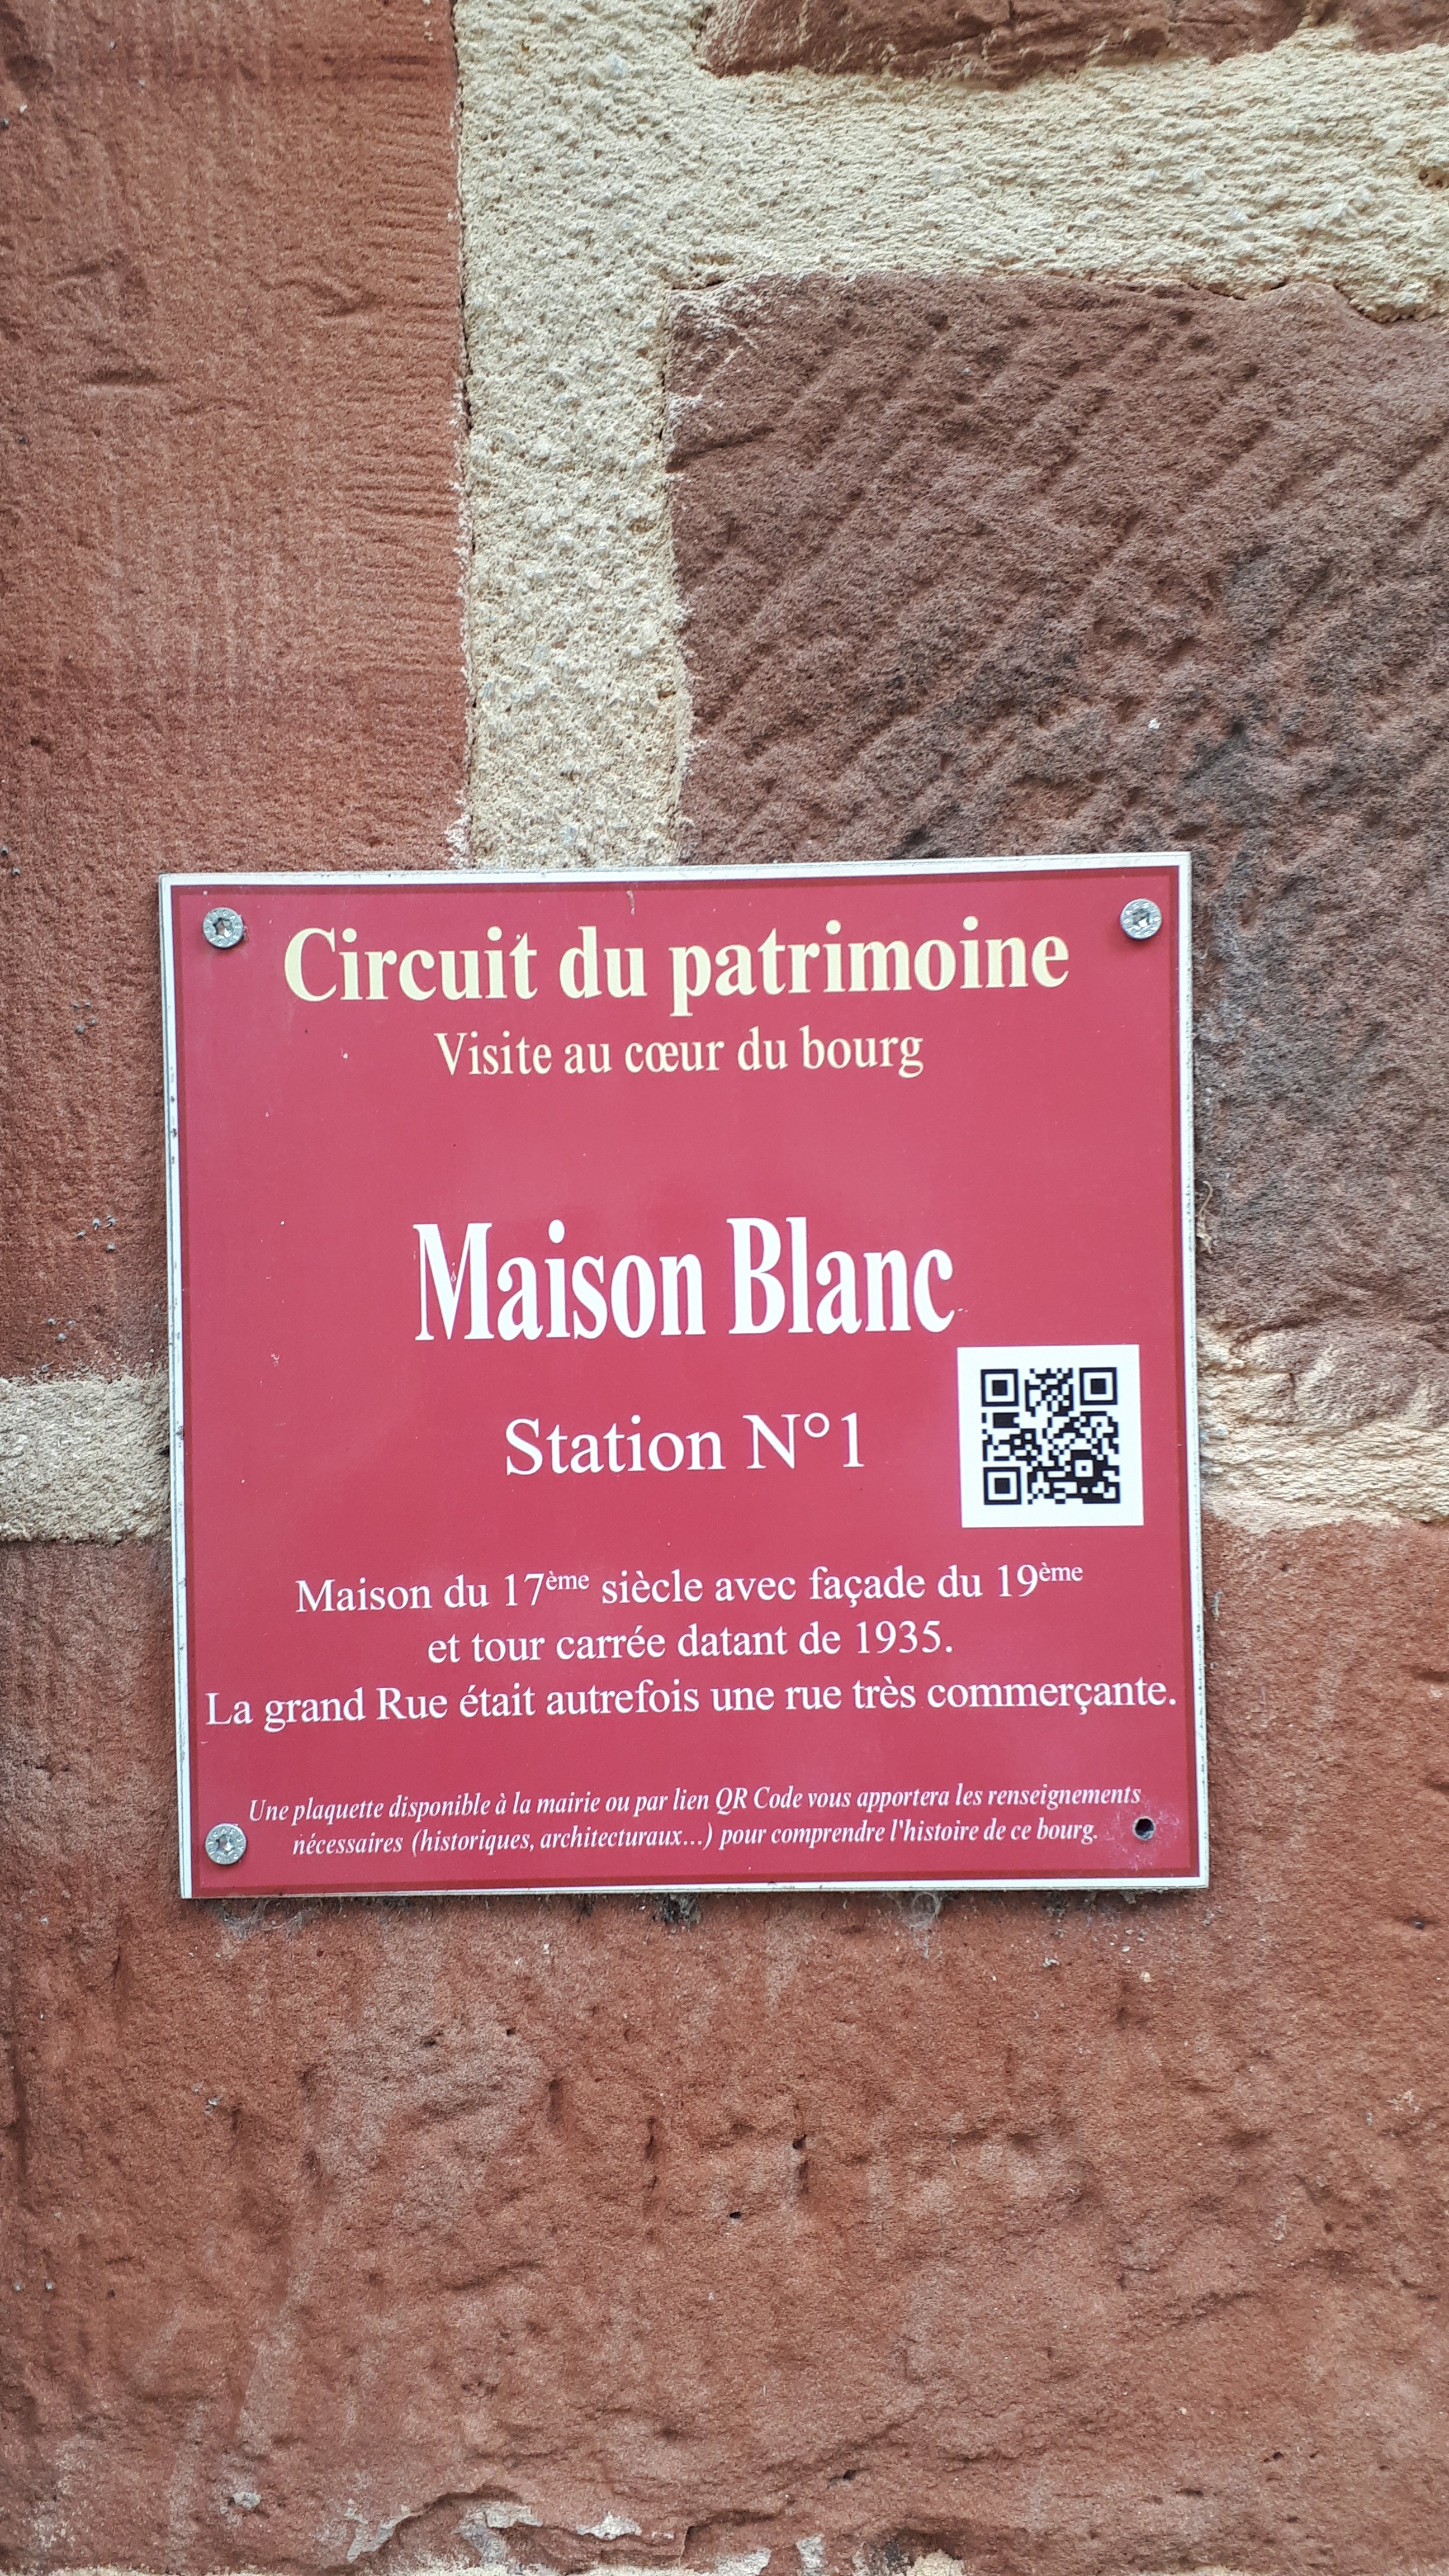 Circuit du patrimoine
Visite au cœur du bourg
Maison Blanc
Station N°1
Maison du 17ème siècle avec façade du 19ème
et tour carrée datant de 1935.
La grand Rue était autrefois une rue très commerçante.
Une plaquette disponible à la mairie ou par lien QR Code vous apportera les renseignements
nécessaires (historiques, architecturaux...) pour comprendre l'histoire de ce bourg.